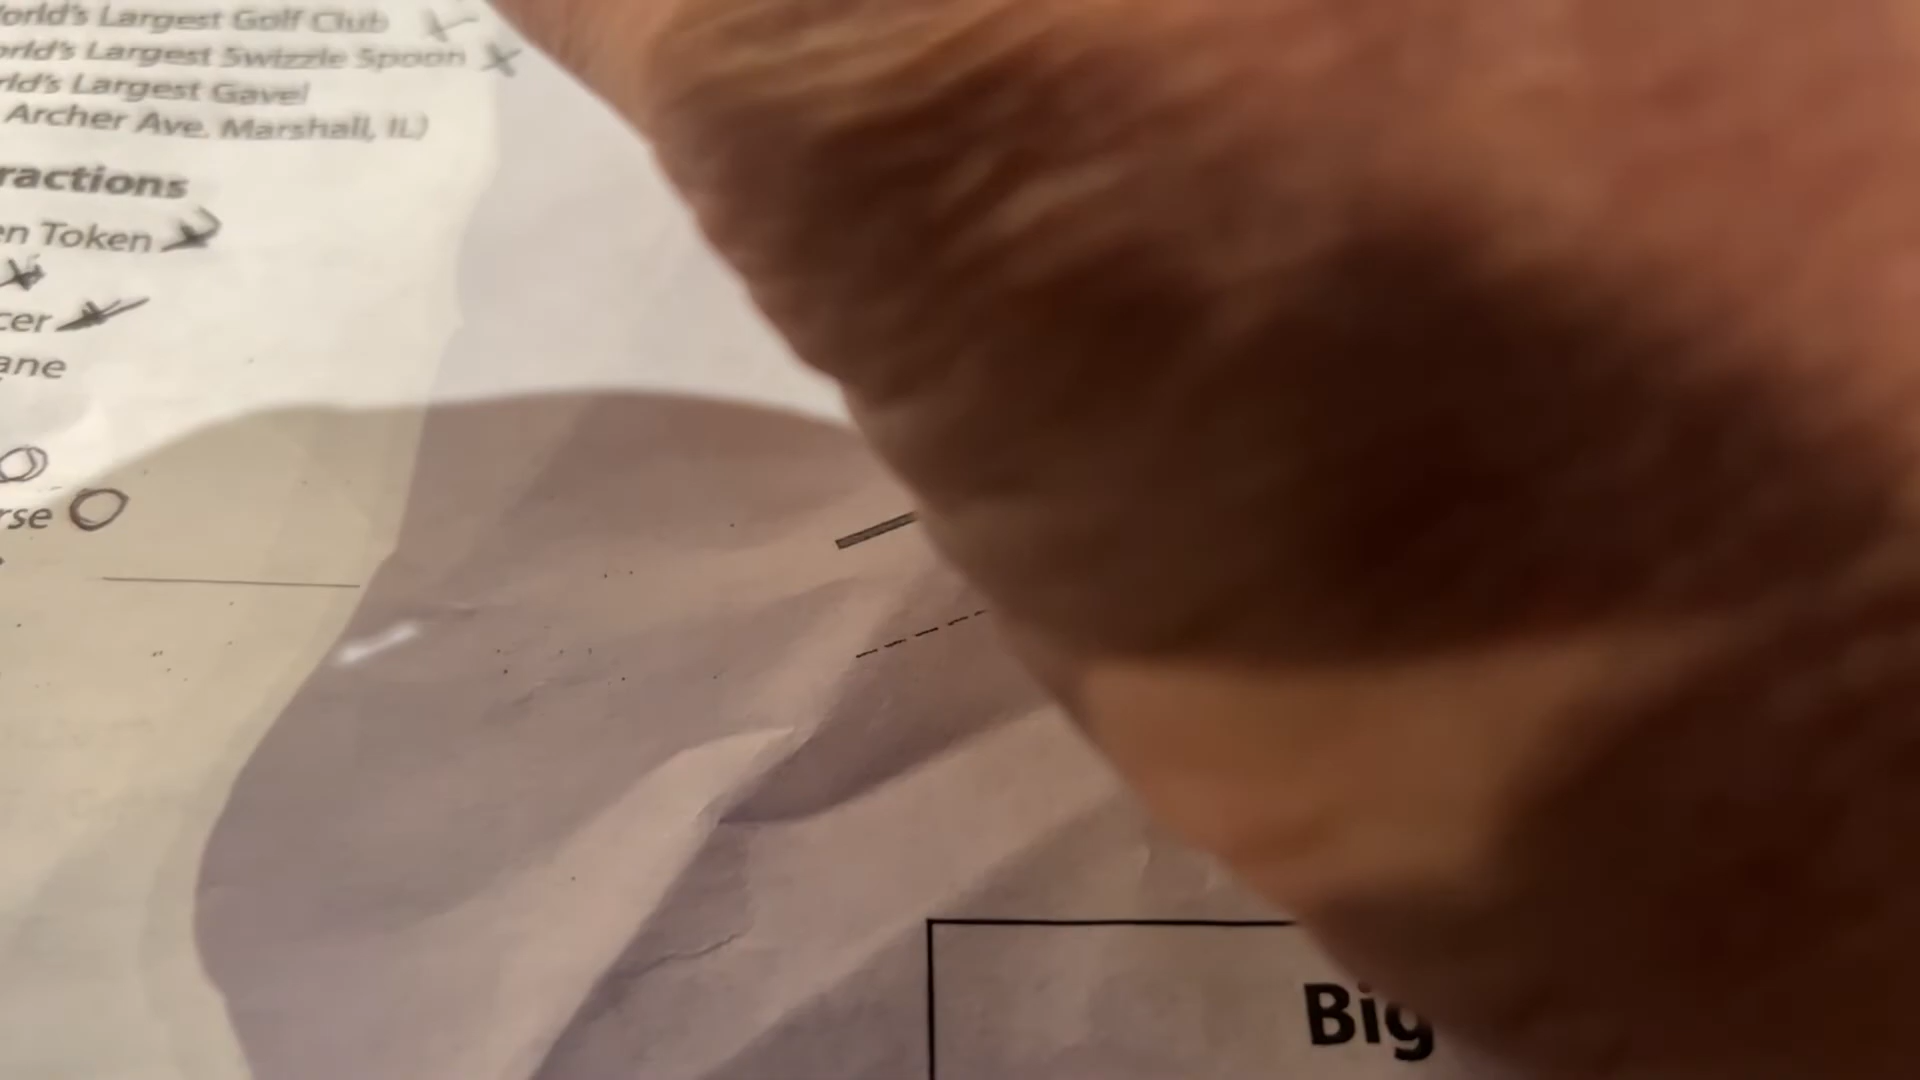 orld's Largest Golf Club
orld's Largest Swizzle Spoon
rld's Largest Gavel
Archer Ave. Marshall, IL)
ractions
en Token
cer
ane
rse
Big